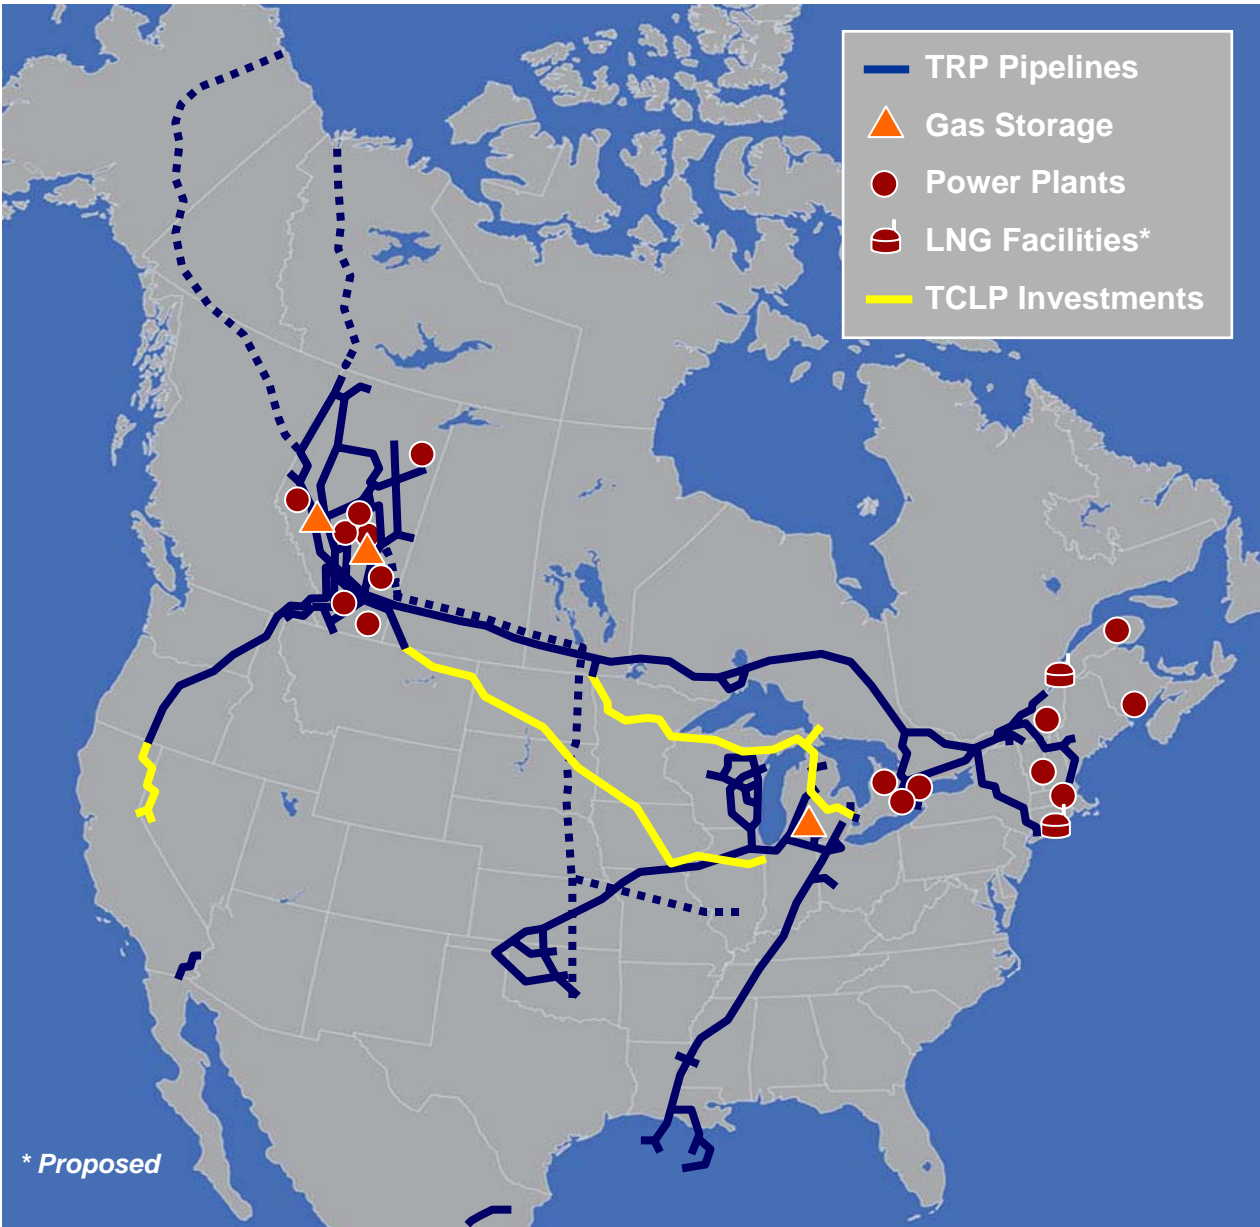 TRP Pipelines
Gas Storage
Power Plants
LNG Facilities*
TCLP Investments
* Proposed